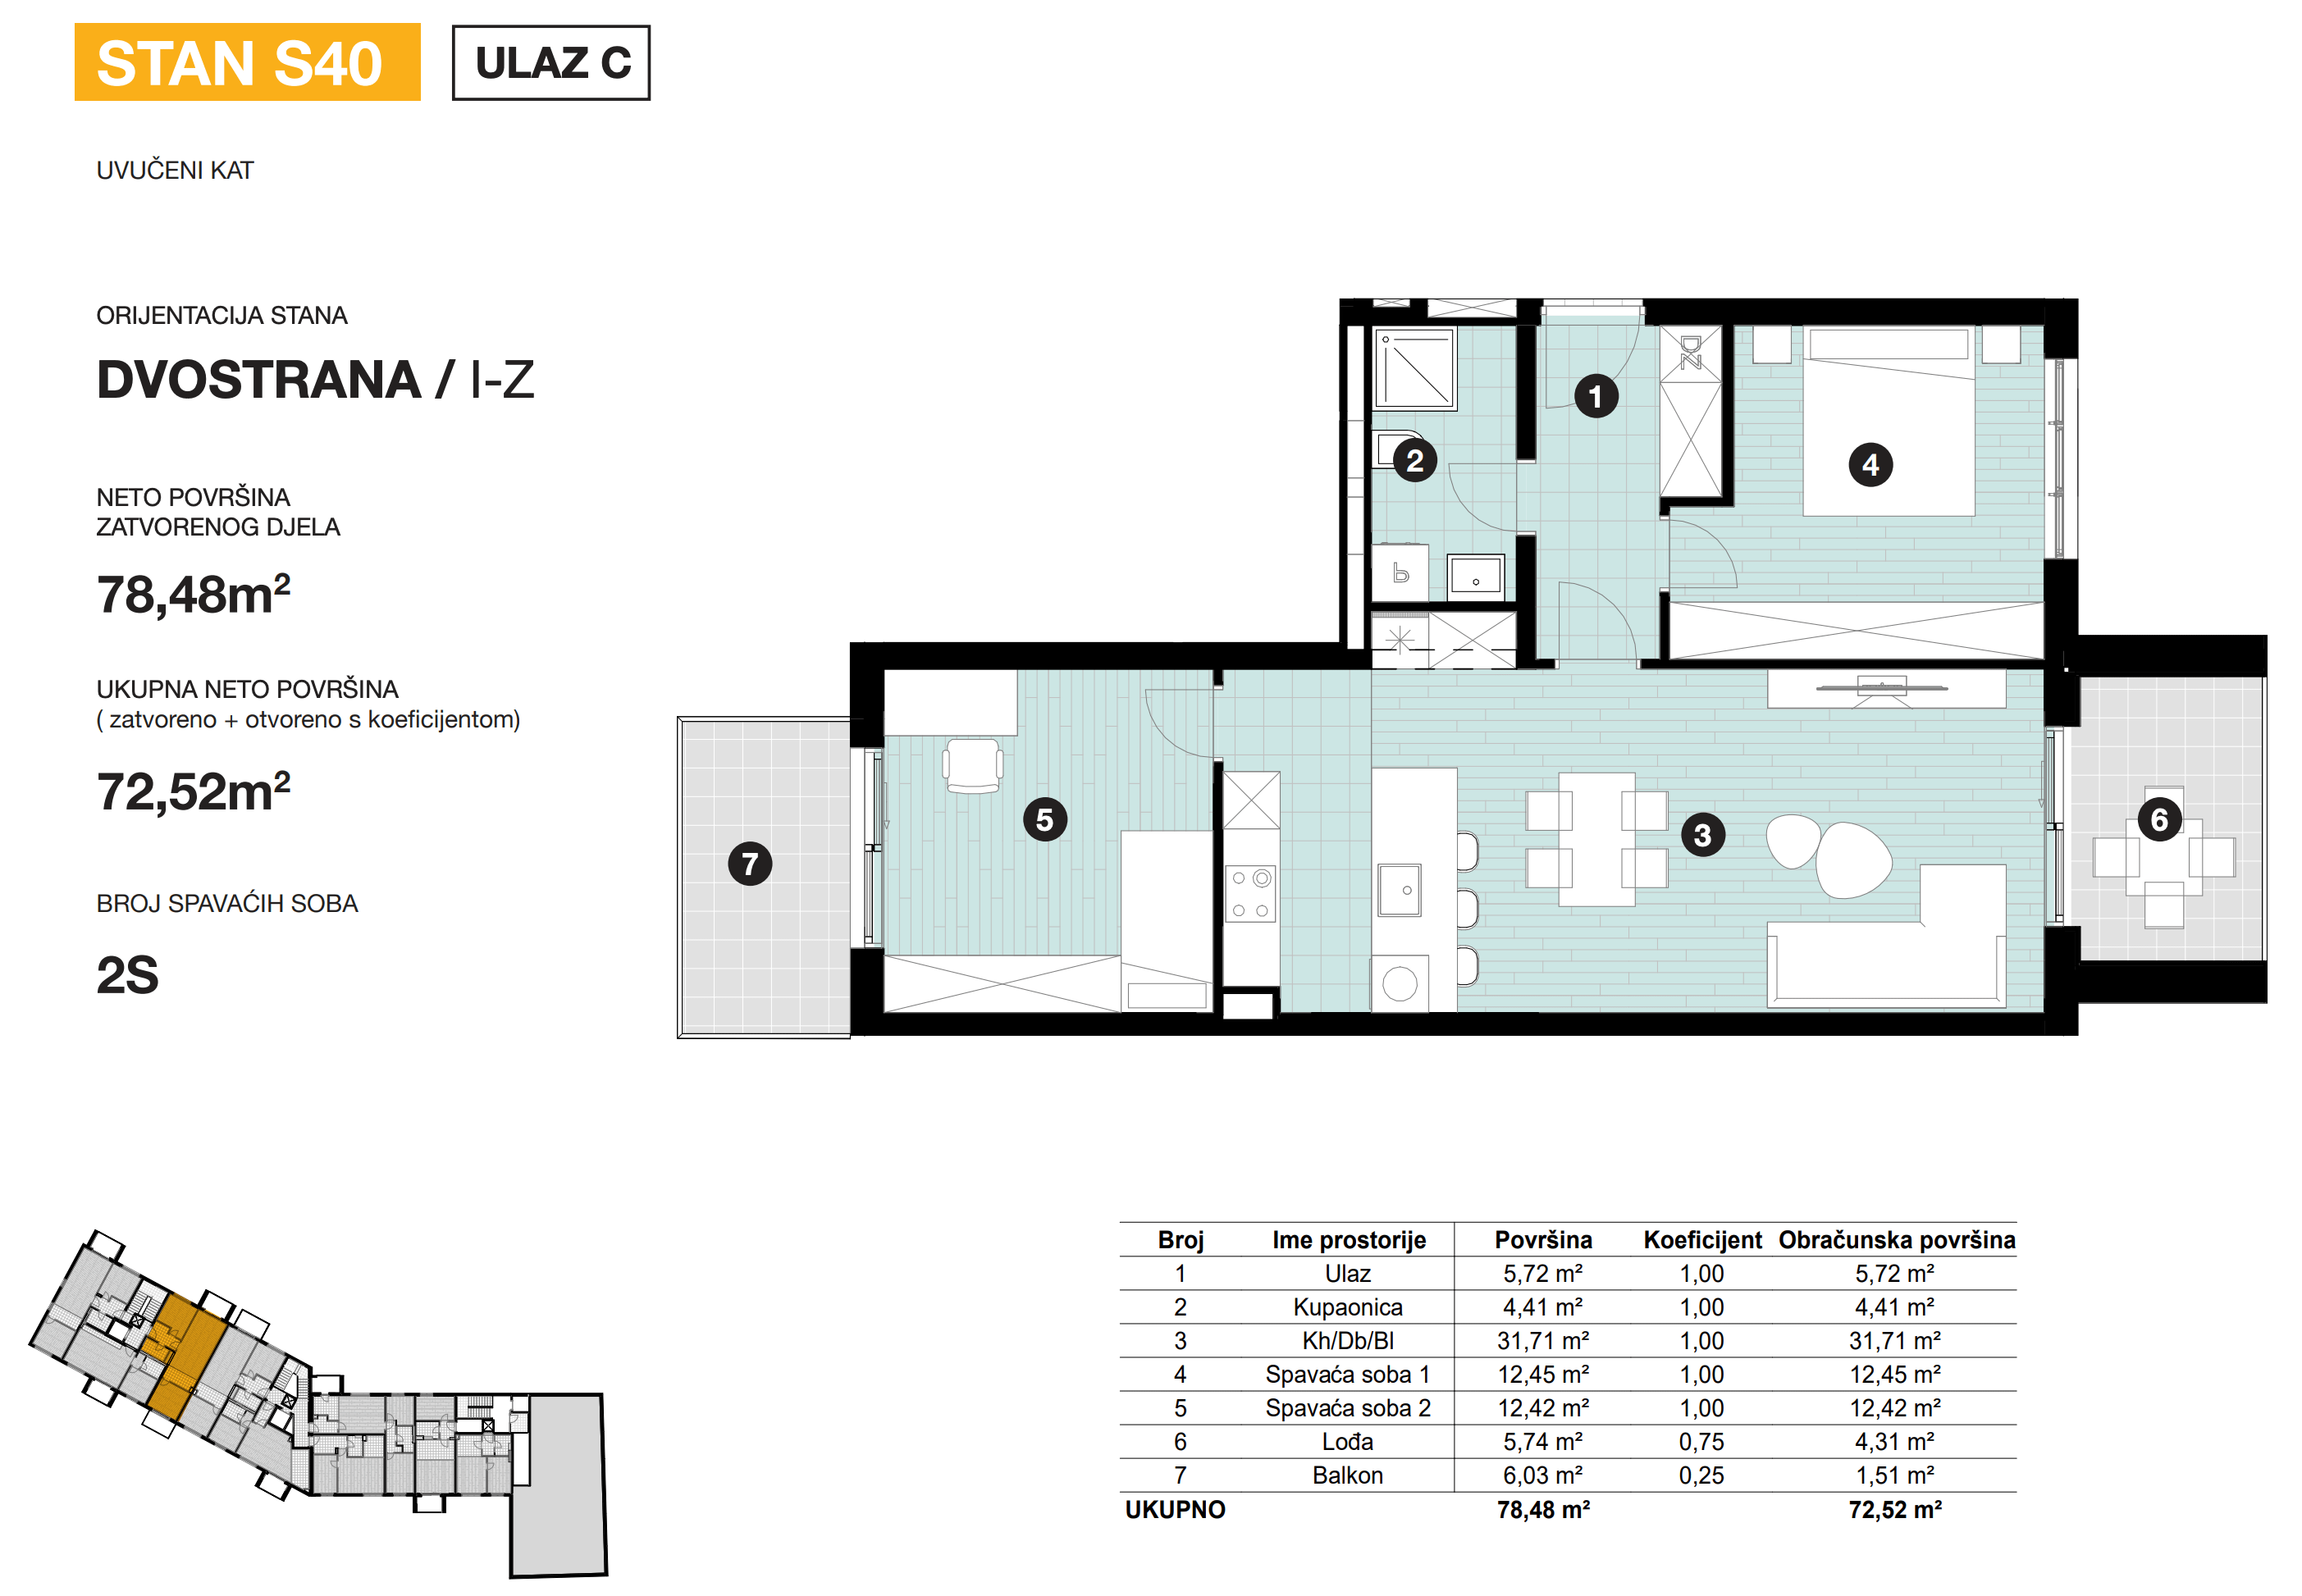 STAN S40
ULAZ C
UVUČENI KAT
ORIJENTACIJA STANA
DVOSTRANA / I-Z
NETO POVRŠINA
ZATVORENOG DJELA
78,48m²
UKUPNA NETO POVRŠINA
( zatvoreno + otvoreno s koeficijentom)
72,52m²
BROJ SPAVAĆIH SOBA
2S
ZD
1
2
4
P
5
3
6
7
Broj Ime prostorije Površina Koeficijent Obračunska površina
1 Ulaz 5,72 m² 1,00 5,72 m²
2 Kupaonica 4,41 m² 1,00 4,41 m²
3 Kh/Db/Bl 31,71 m² 1,00 31,71 m²
4 Spavaća soba 1 12,45 m² 1,00 12,45 m²
5 Spavaća soba 2 12,42 m² 1,00 12,42 m²
6 Lođa 5,74 m² 0,75 4,31 m²
7 Balkon 6,03 m² 0,25 1,51 m²
UKUPNO 78,48 m² 72,52 m²